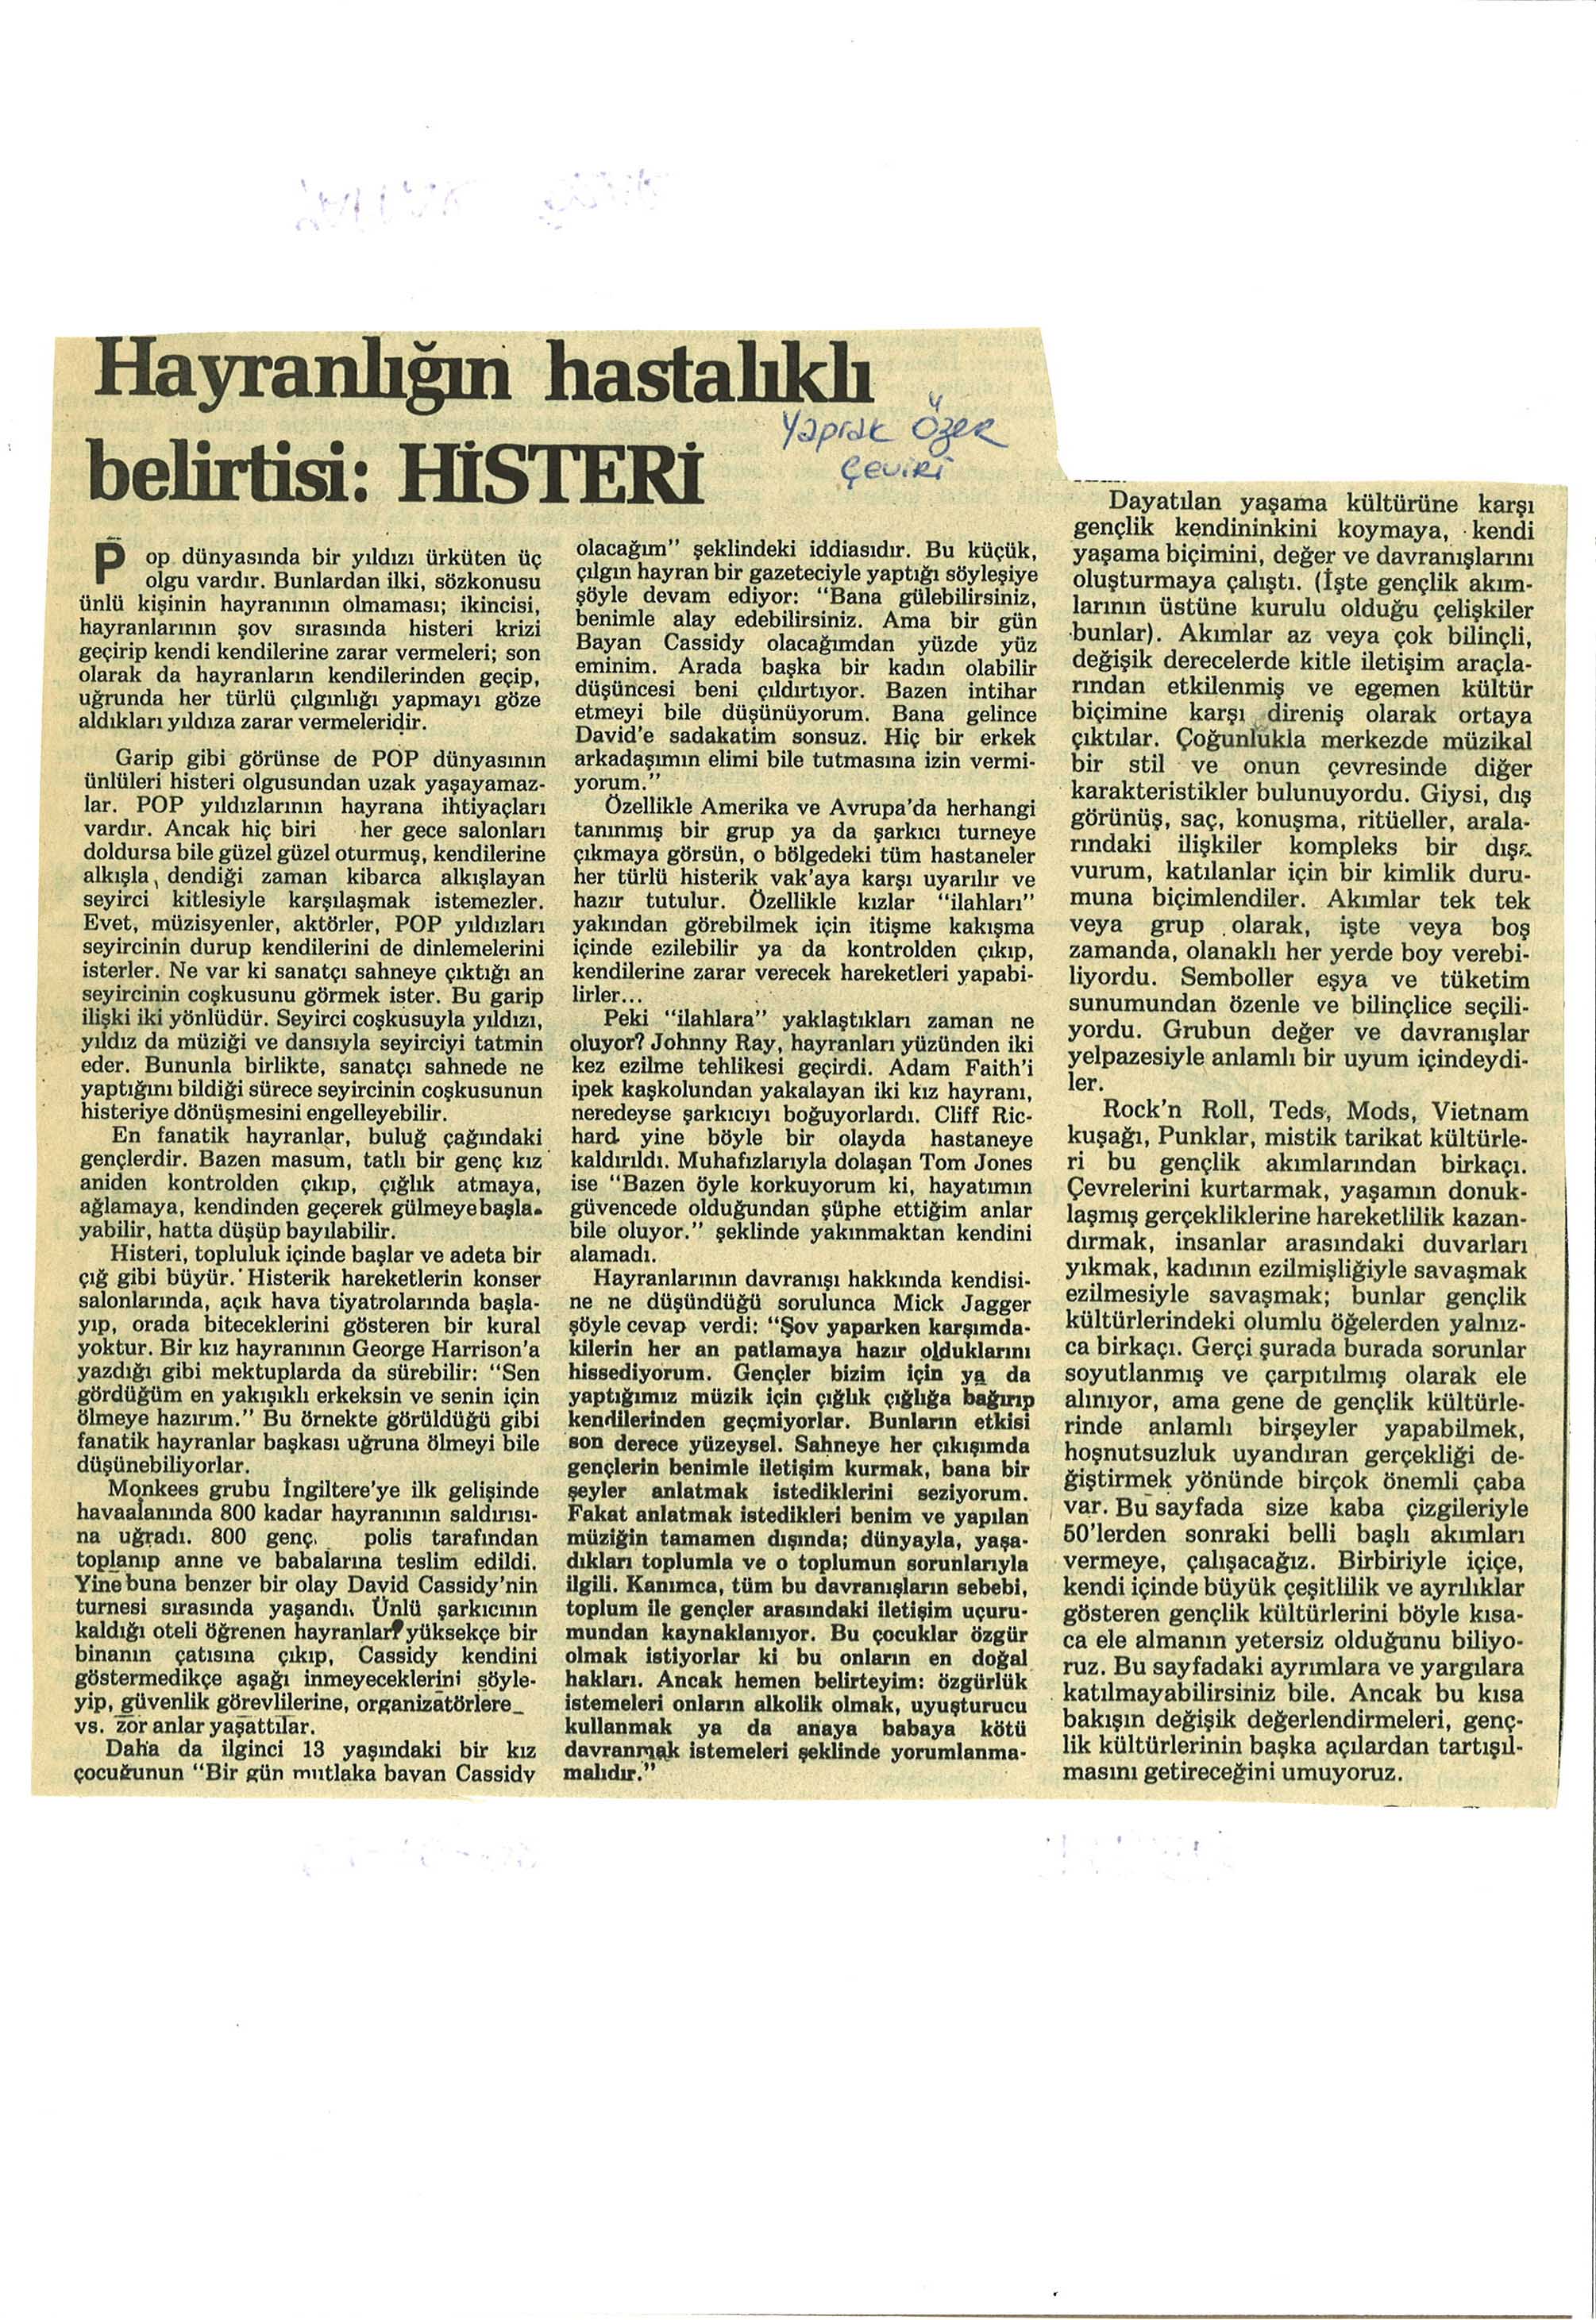 Hayranlığın hastalıklı
belirtisi: HİSTERİ
Yaprak Özer
Çeviri
Pop dünyasında bir yıldızı ürküten üç
olgu vardır. Bunlardan ilki, sözkonusu
ünlü kişinin hayranının olmaması; ikincisi,
hayranlarının şov sırasında histeri krizi
geçirip kendi kendilerine zarar vermeleri; son
olarak da hayranların kendilerinden geçip,
uğrunda her türlü çılgınlığı yapmayı göze
aldıkları yıldıza zarar vermeleridir.
Garip gibi görünse de POP dünyasının
ünlüleri histeri olgusundan uzak yaşayamaz-
lar. POP yıldızlarının hayrana ihtiyaçları
vardır. Ancak hiç biri her gece salonları
doldursa bile güzel güzel oturmuş, kendilerine
alkışla, dendiği zaman kibarca alkışlayan
seyirci kitlesiyle karşılaşmak istemezler.
Evet, müzisyenler, aktörler, POP yıldızları
seyircinin durup kendilerini de dinlemelerini
isterler. Ne var ki sanatçı sahneye çıktığı an
seyircinin coşkusunu görmek ister. Bu garip
ilişki iki yönlüdür. Seyirci coşkusuyla yıldızı,
yıldız da müziği ve dansıyla seyirciyi tatmin
eder. Bununla birlikte, sanatçı sahnede ne
yaptığını bildiği sürece seyircinin coşkusunun
histeriye dönüşmesini engelleyebilir.
En fanatik hayranlar, buluğ çağındaki
gençlerdir. Bazen masum, tatlı bir genç kız
aniden kontrolden çıkıp, çığlık atmaya,
ağlamaya, kendinden geçerek gülmeye başla-
yabilir, hatta düşüp bayılabilir.
Histeri, topluluk içinde başlar ve adeta bir
çığ gibi büyür. Histerik hareketlerin konser
salonlarında, açık hava tiyatrolarında başla-
yıp, orada biteceklerini gösteren bir kural
yoktur. Bir kız hayranının George Harrison'a
yazdığı gibi mektuplarda da sürebilir: "Sen
gördüğüm en yakışıklı erkeksin ve senin için
ölmeye hazırım." Bu örnekte görüldüğü gibi
fanatik hayranlar başkası uğruna ölmeyi bile
düşünebiliyorlar.
Monkees grubu İngiltere'ye ilk gelişinde
havaalanında 800 kadar hayranının saldırısı-
na uğradı. 800 genç, polis tarafından
toplanıp anne ve babalarına teslim edildi.
Yine buna benzer bir olay David Cassidy'nin
turnesi sırasında yaşandı. Ünlü şarkıcının
kaldığı oteli öğrenen hayranları yüksekçe bir
binanın çatısına çıkıp, Cassidy kendini
göstermedikçe aşağı inmeyeceklerini söyle-
yip, güvenlik görevlilerine, organizatörlere
vs. zor anlar yaşattılar.
Daha da ilginci 13 yaşındaki bir kız
çocuğunun "Bir gün mutlaka bayan Cassidy
olacağım" şeklindeki iddiasıdır. Bu küçük,
çılgın hayran bir gazeteciyle yaptığı söyleşiye
şöyle devam ediyor: "Bana gülebilirsiniz,
benimle alay edebilirsiniz. Ama bir gün
Bayan Cassidy olacağımdan yüzde yüz
eminim. Arada başka bir kadın olabilir
düşüncesi beni çıldırtıyor. Bazen intihar
etmeyi bile düşünüyorum. Bana gelince
David'e sadakatim sonsuz. Hiç bir erkek
arkadaşımın elimi bile tutmasına izin vermi-
yorum."
Özellikle Amerika ve Avrupa'da herhangi
tanınmış bir grup ya da şarkıcı turneye
çıkmaya görsün, o bölgedeki tüm hastaneler
her türlü histerik vak'aya karşı uyarılır ve
hazır tutulur. Özellikle kızlar "ilahları"
yakından görebilmek için itişme kakışma
içinde ezilebilir ya da kontrolden çıkıp,
kendilerine zarar verecek hareketleri yapabi-
lirler...
Peki "ilahlara" yaklaştıkları zaman ne
oluyor? Johnny Ray, hayranları yüzünden iki
kez ezilme tehlikesi geçirdi. Adam Faith'i
ipek kaşkolundan yakalayan iki kız hayranı,
neredeyse şarkıcıyı boğuyorlardı. Cliff Ric-
hard yine böyle bir olayda hastaneye
kaldırıldı. Muhafızlarıyla dolaşan Tom Jones
ise "Bazen öyle korkuyorum ki, hayatımın
güvencede olduğundan şüphe ettiğim anlar
bile oluyor." şeklinde yakınmaktan kendini
alamadı.
Hayranlarının davranışı hakkında kendisi-
ne ne düşündüğü sorulunca Mick Jagger
şöyle cevap verdi: "Şov yaparken karşımda-
kilerin her an patlamaya hazır olduklarını
hissediyorum. Gençler bizim için ya da
yaptığımız müzik için çığlık çığlığa bağırıp
kendilerinden geçmiyorlar. Bunların etkisi
son derece yüzeysel. Sahneye her çıkışımda
gençlerin benimle iletişim kurmak, bana bir
şeyler anlatmak istediklerini seziyorum.
Fakat anlatmak istedikleri benim ve yapılan
müziğin tamamen dışında; dünyayla, yaşa-
dıkları toplumla ve o toplumun sorunlarıyla
ilgili. Kanımca, tüm bu davranışların sebebi,
toplum ile gençler arasındaki iletişim uçuru-
mundan kaynaklanıyor. Bu çocuklar özgür
olmak istiyorlar ki bu onların en doğal
hakları. Ancak hemen belirteyim: özgürlük
istemeleri onların alkolik olmak, uyuşturucu
kullanmak ya da anaya babaya kötü
davranmak istemeleri şeklinde yorumlanma-
malıdır."
Dayatılan yaşama kültürüne karşı
gençlik kendininkini koymaya, kendi
yaşama biçimini, değer ve davranışlarını
oluşturmaya çalıştı. (İşte gençlik akım-
larının üstüne kurulu olduğu çelişkiler
bunlar). Akımlar az veya çok bilinçli,
değişik derecelerde kitle iletişim araçla-
rından etkilenmiş ve egemen kültür
biçimine karşı direniş olarak ortaya
çıktılar. Çoğunlukla merkezde müzikal
bir stil ve onun çevresinde diğer
karakteristikler bulunuyordu. Giysi, dış
görünüş, saç, konuşma, ritüeller, arala-
rındaki ilişkiler kompleks bir dışa
vurum, katılanlar için bir kimlik duru-
muna biçimlendiler. Akımlar tek tek
veya grup olarak, işte veya boş
zamanda, olanaklı her yerde boy verebi-
liyordu. Semboller eşya ve tüketim
sunumundan özenle ve bilinçlice seçili-
yordu. Grubun değer ve davranışlar
yelpazesiyle anlamlı bir uyum içindeydi-
ler.
Rock'n Roll, Teds, Mods, Vietnam
kuşağı, Punklar, mistik tarikat kültürle-
ri bu gençlik akımlarından birkaçı.
Çevrelerini kurtarmak, yaşamın donuk-
laşmış gerçekliklerine hareketlilik kazan-
dırmak, insanlar arasındaki duvarları
yıkmak, kadının ezilmişliğiyle savaşmak
ezilmesiyle savaşmak; bunlar gençlik
kültürlerindeki olumlu öğelerden yalnız-
ca birkaçı. Gerçi şurada burada sorunlar
soyutlanmış ve çarpıtılmış olarak ele
alınıyor, ama gene de gençlik kültürle-
rinde anlamlı birşeyler yapabilmek,
hoşnutsuzluk uyandıran gerçekliği de-
ğiştirmek yönünde birçok önemli çaba
var. Bu sayfada size kaba çizgileriyle
50'lerden sonraki belli başlı akımları
vermeye, çalışacağız. Birbiriyle içiçe,
kendi içinde büyük çeşitlilik ve ayrılıklar
gösteren gençlik kültürlerini böyle kısa-
ca ele almanın yetersiz olduğunu biliyo-
ruz. Bu sayfadaki ayrımlara ve yargılara
katılmayabilirsiniz bile. Ancak bu kısa
bakışın değişik değerlendirmeleri, genç-
lik kültürlerinin başka açılardan tartışıl-
masını getireceğini umuyoruz.